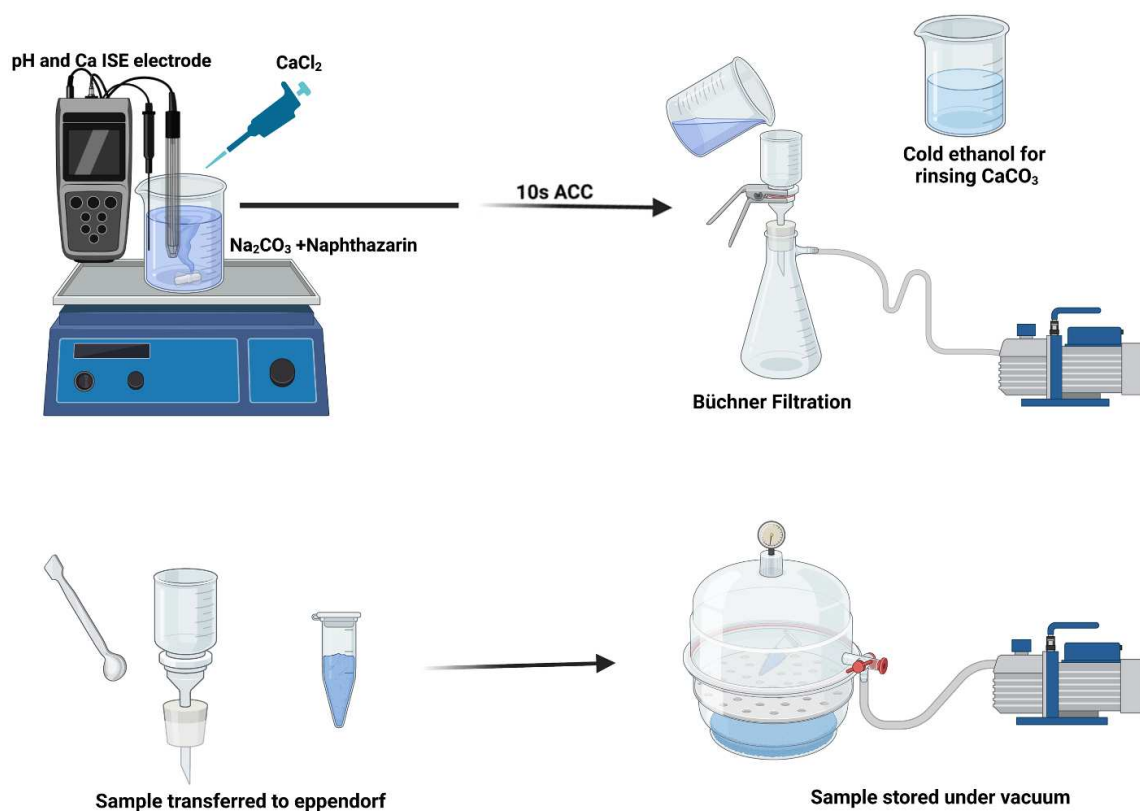 pH and Ca ISE electrode
CaCl₂
Na₂CO₃ +Naphthazarin
10s ACC
Cold ethanol for
rinsing CaCO₃
Büchner Filtration
Sample transferred to eppendorf
Sample stored under vacuum